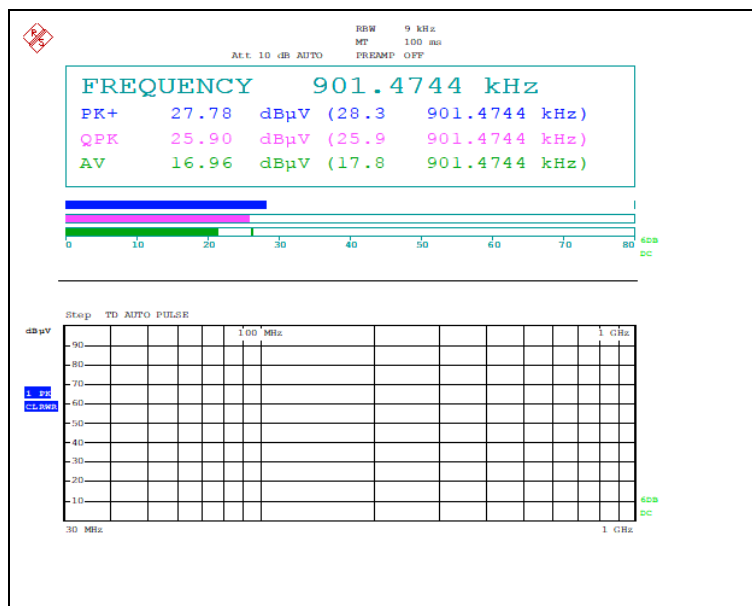 R S
RBW 9 kHz
MT 100 ms
Att 10 dB AUTO PREAMP OFF
FREQUENCY 901.4744 kHz
PK+ 27.78 dBµV (28.3 901.4744 kHz)
QPK 25.90 dBµV (25.9 901.4744 kHz)
AV 16.96 dBµV (17.8 901.4744 kHz)
0 10 20 30 40 50 60 70 80
6DB
DC
Step TD AUTO PULSE
dBµV
100 MHz 1 GHz
90
80
70
1 PK
CLRWR
60
50
40
30
20
10
6DB
DC
30 MHz 1 GHz